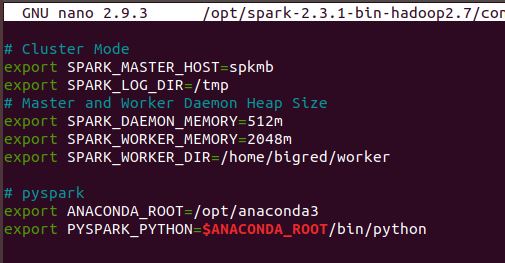 GNU nano 2.9.3 /opt/spark-2.3.1-bin-hadoop2.7/con
# Cluster Mode
export SPARK_MASTER_HOST=spkmb
export SPARK_LOG_DIR=/tmp
# Master and Worker Daemon Heap Size
export SPARK_DAEMON_MEMORY=512m
export SPARK_WORKER_MEMORY=2048m
export SPARK_WORKER_DIR=/home/bigred/worker
# pyspark
export ANACONDA_ROOT=/opt/anaconda3
export PYSPARK_PYTHON=$ANACONDA_ROOT/bin/python